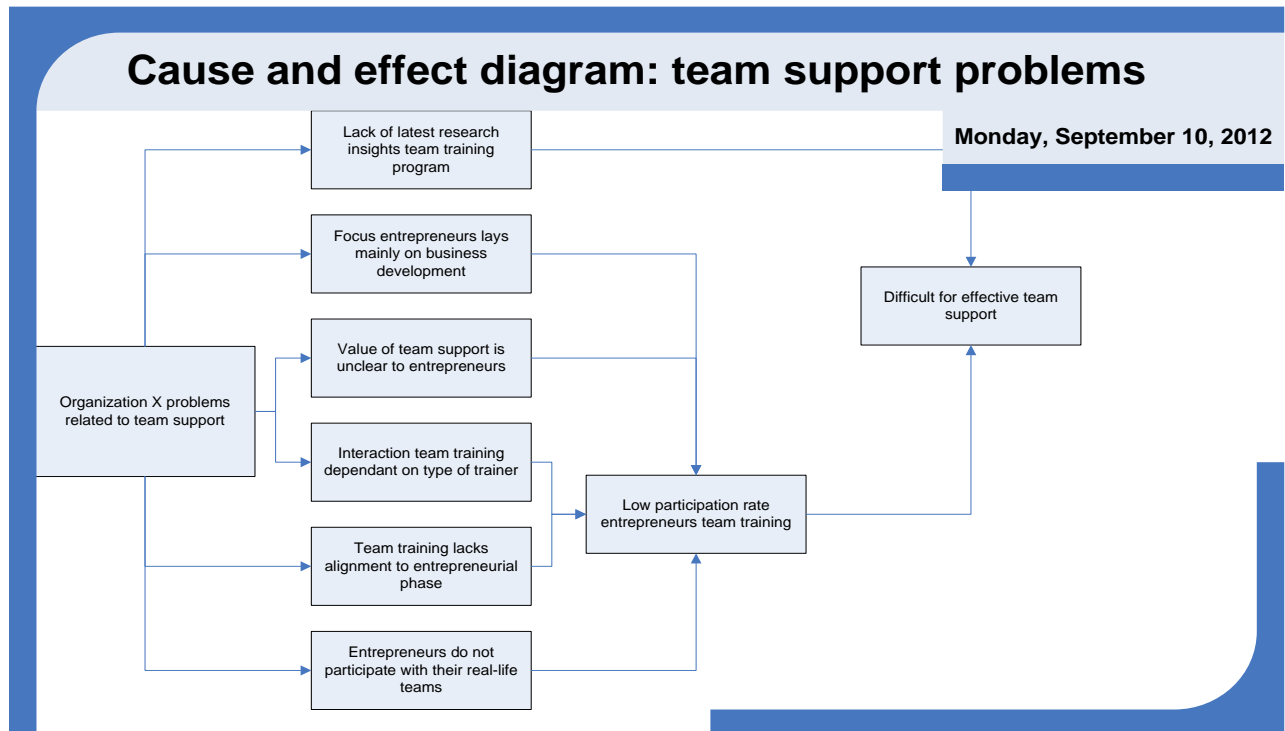 Cause and effect diagram: team support problems
Monday, September 10, 2012
Lack of latest research
insights team training
program
Focus entrepreneurs lays
mainly on business
development
Difficult for effective team
support
Value of team support is
unclear to entrepreneurs
Organization X problems
related to team support
Interaction team training
dependant on type of trainer
Low participation rate
entrepreneurs team training
Team training lacks
alignment to entrepreneurial
phase
Entrepreneurs do not
participate with their real-life
teams